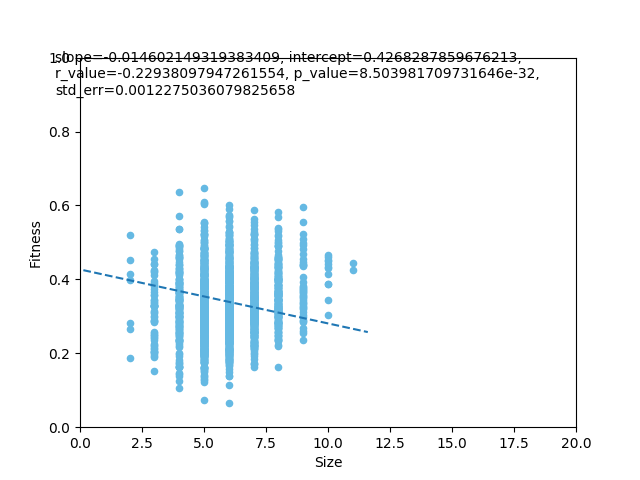 slope=-0.014602149319383409, intercept=0.4268287859676213,
r_value=-0.22938097947261554, p_value=8.503981709731646e-32,
std_err=0.0012275036079825658
1.0
0.8
0.6
0.4
0.2
0.0
Fitness
0.0 2.5 5.0 7.5 10.0 12.5 15.0 17.5 20.0
Size